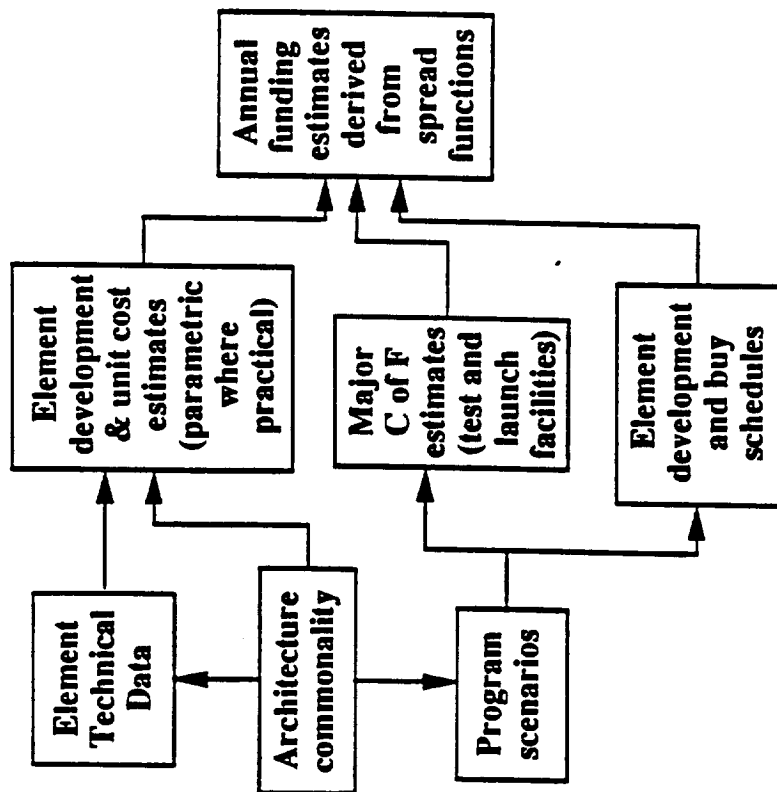 Element
Technical
Data
Architecture
commonality
Program
scenarios
Element
development
& unit cost
estimates
(parametric
where
practical)
Major
C of F
estimates
(test and
launch
facilities)
Element
development
and buy
schedules
Annual
funding
estimates
derived
from
spread
functions